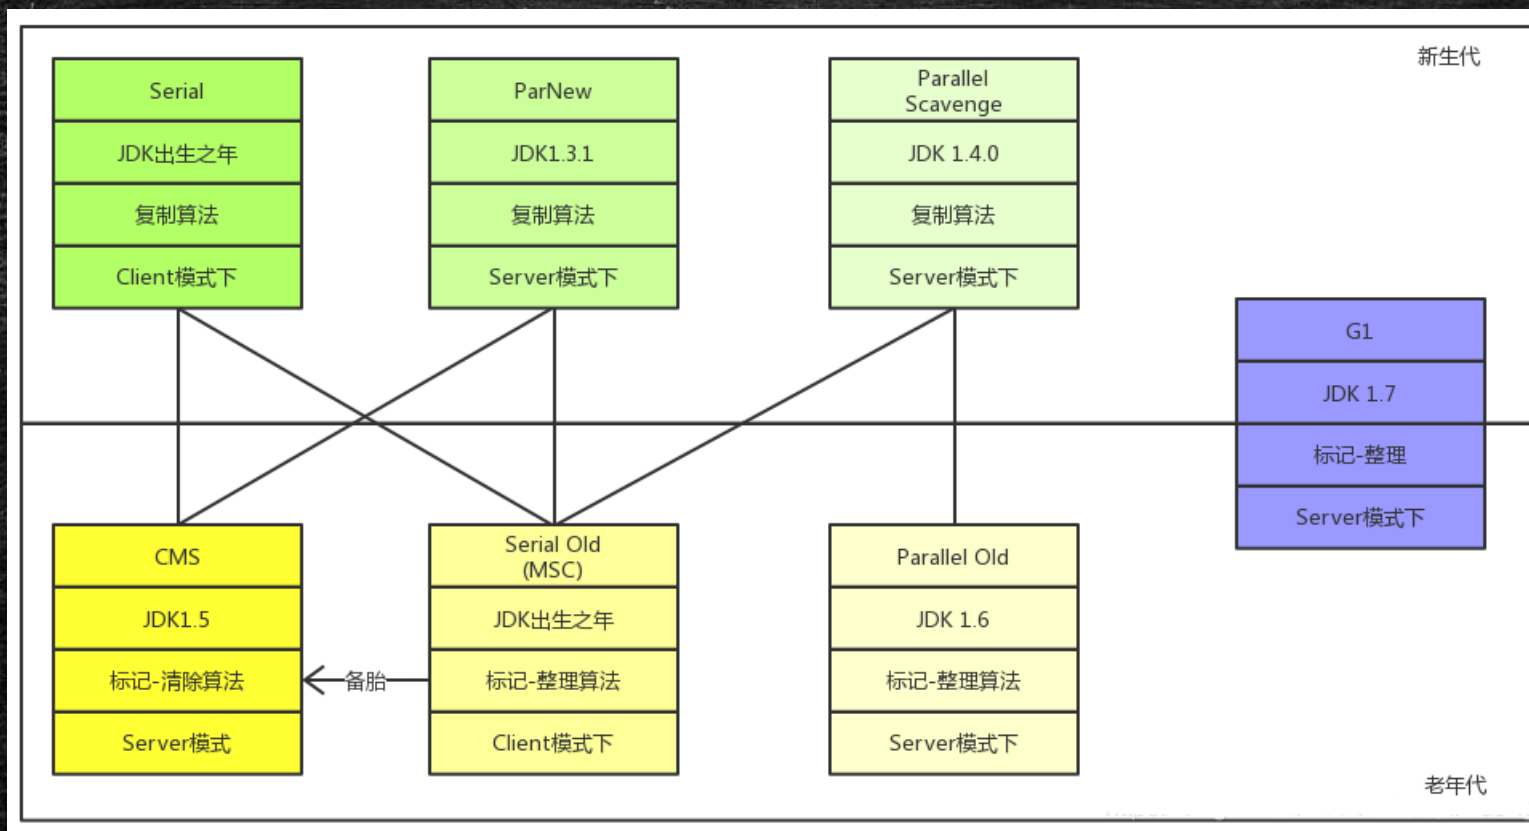 新生代
Serial
JDK出生之年
复制算法
Client模式下
ParNew
JDK1.3.1
复制算法
Server模式下
Parallel
Scavenge
JDK 1.4.0
复制算法
Server模式下
G1
JDK 1.7
标记-整理
Server模式下
CMS
JDK1.5
标记-清除算法
Server模式
备胎
Serial Old
(MSC)
JDK出生之年
标记-整理算法
Client模式下
Parallel Old
JDK 1.6
标记-整理算法
Server模式下
老年代